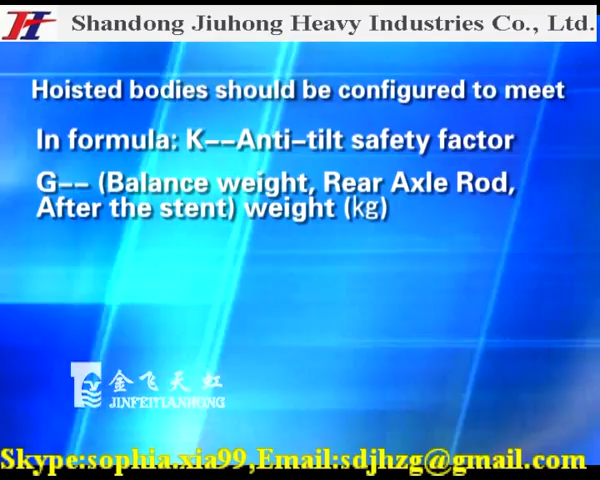 Shandong Jiuhong Heavy Industries Co., Ltd.
Hoisted bodies should be configured to meet
In formula: K--Anti-tilt safety factor
G-- (Balance weight, Rear Axle Rod,
After the stent) weight (kg)
金飞天虹
JINFEITIANHONG
Skype:sophia.xia99,Email:sdjhzg@gmail.com